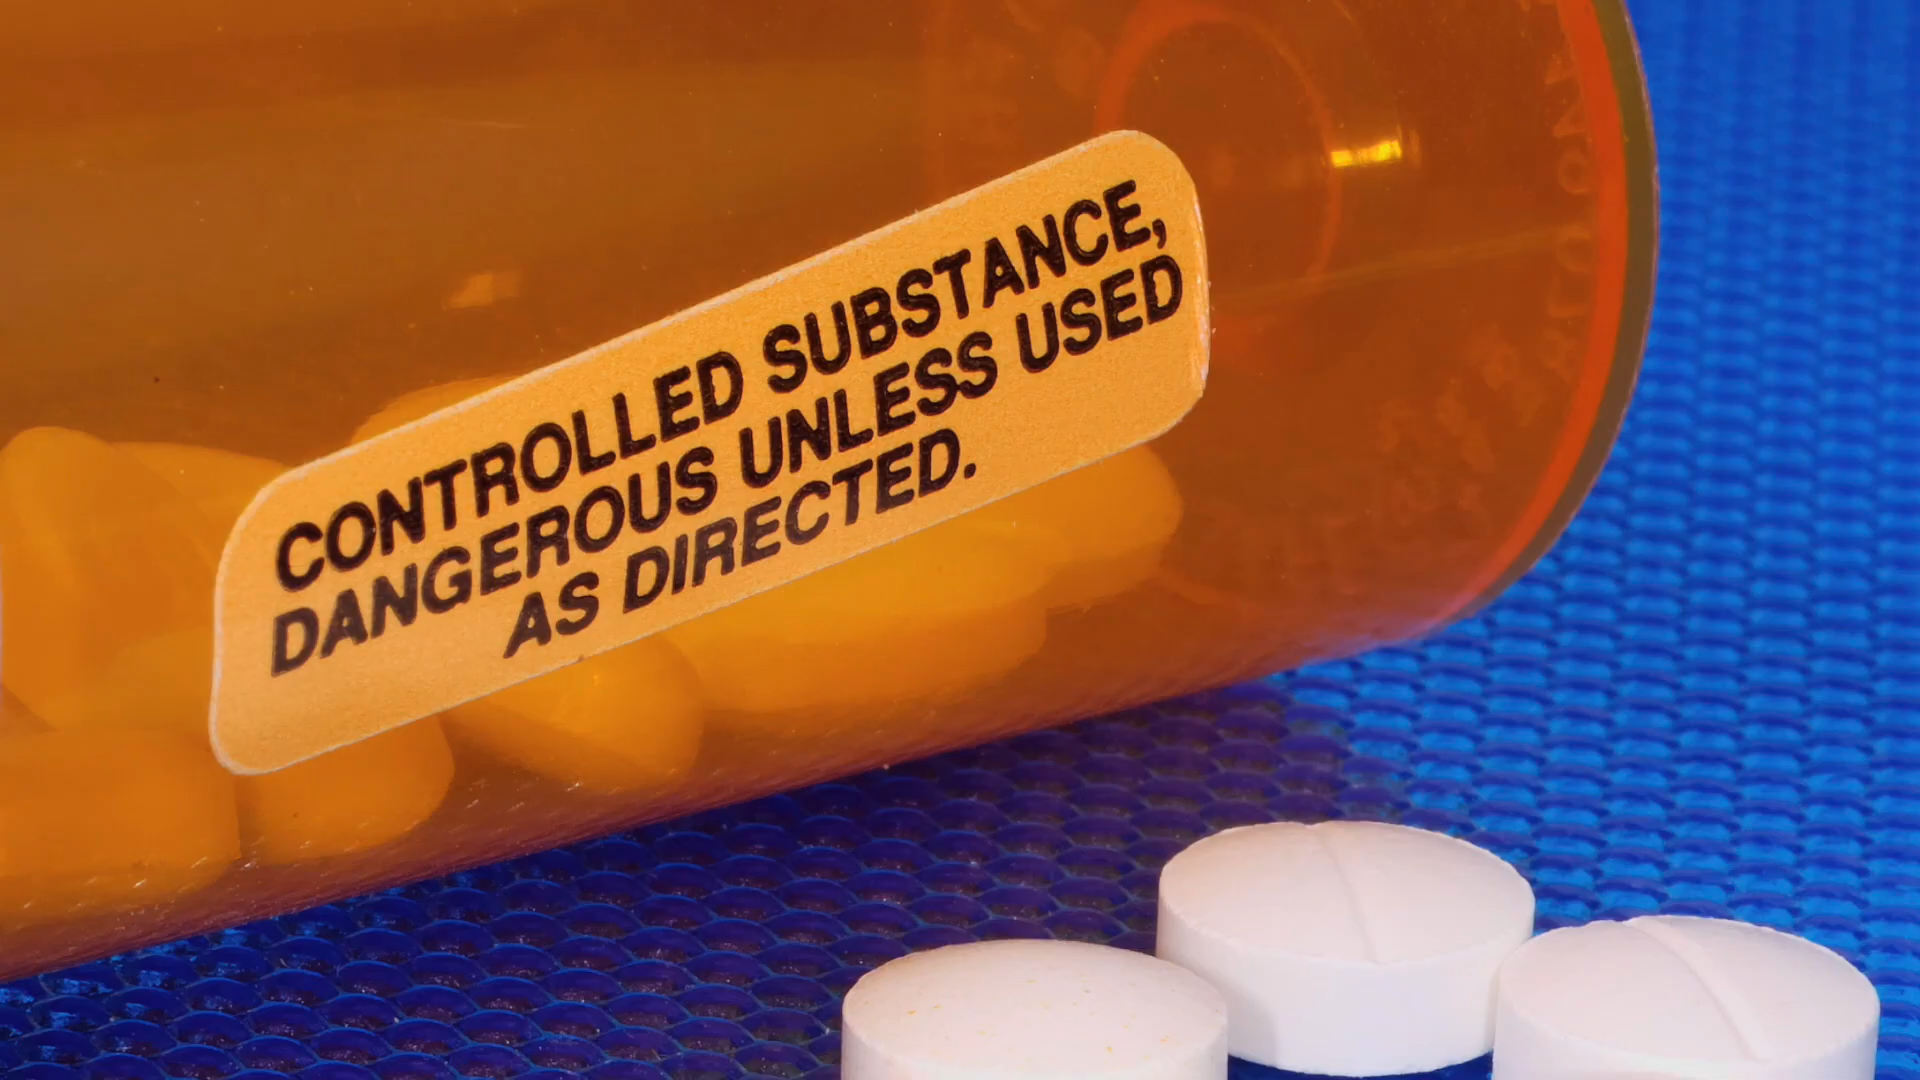 CONTROLLED SUBSTANCE,
DANGEROUS UNLESS USED
AS DIRECTED.